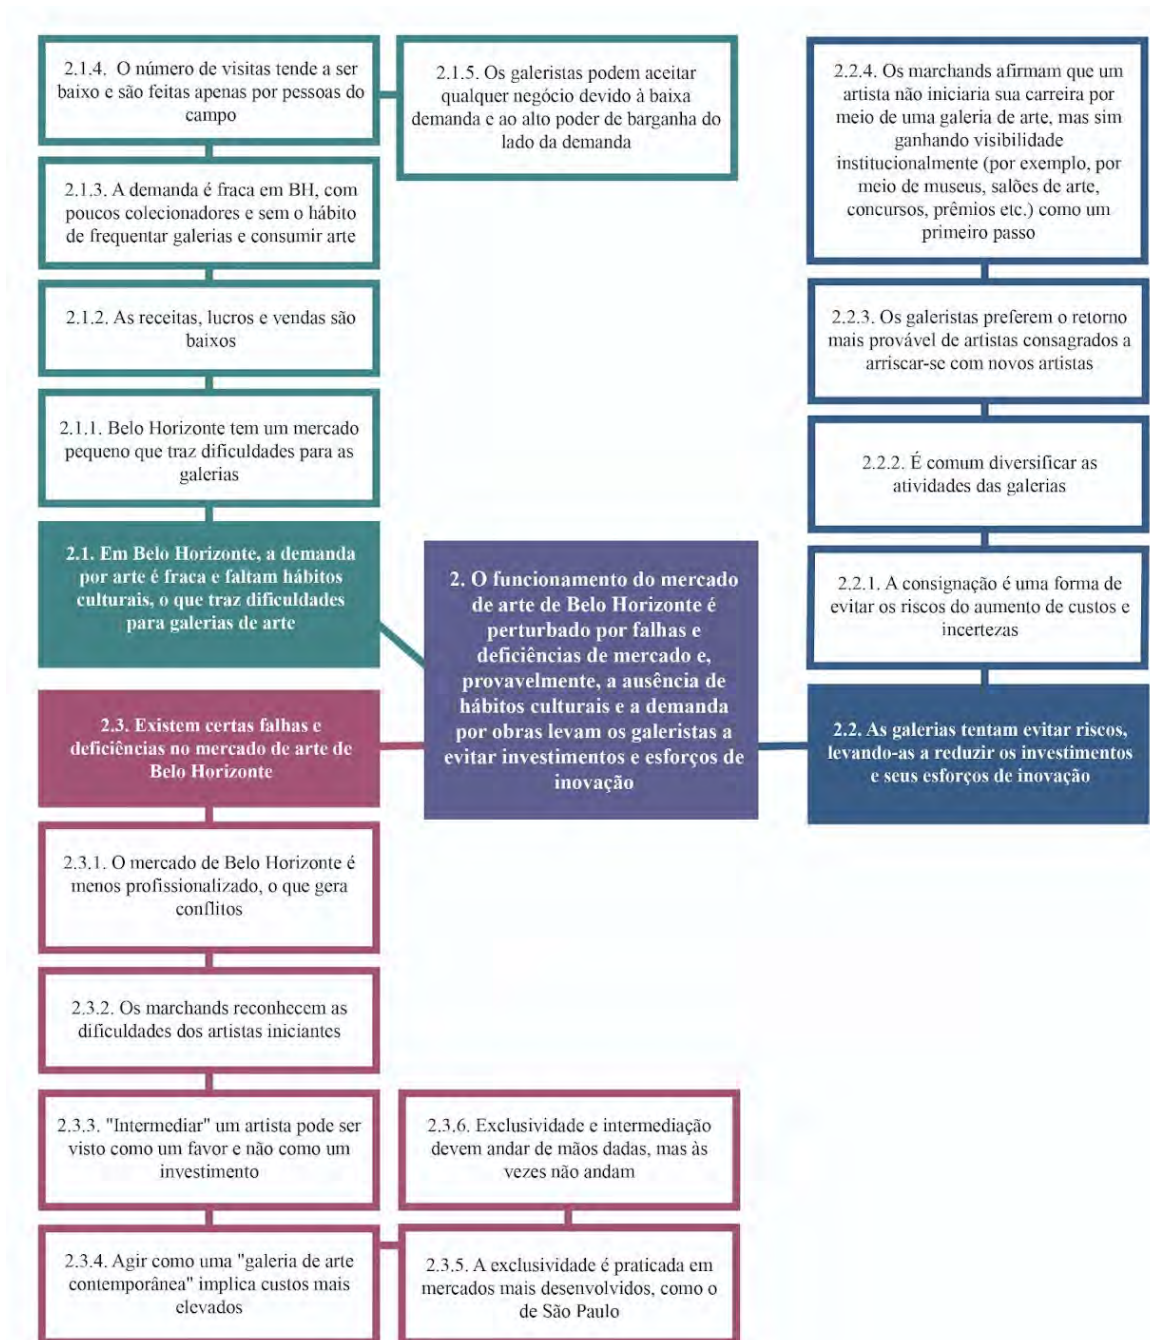 2.1.4. O número de visitas tende a ser
baixo e são feitas apenas por pessoas do
campo
2.1.5. Os galeristas podem aceitar
qualquer negócio devido à baixa
demanda e ao alto poder de barganha do
lado da demanda
2.2.4. Os marchands afirmam que um
artista não iniciaria sua carreira por
meio de uma galeria de arte, mas sim
ganhando visibilidade
institucionalmente (por exemplo, por
meio de museus, salões de arte,
concursos, prêmios etc.) como um
primeiro passo
2.1.3. A demanda é fraca em BH, com
poucos colecionadores e sem o hábito
de frequentar galerias e consumir arte
2.1.2. As receitas, lucros e vendas são
baixos
2.2.3. Os galeristas preferem o retorno
mais provável de artistas consagrados a
arriscar-se com novos artistas
2.1.1. Belo Horizonte tem um mercado
pequeno que traz dificuldades para as
galerias
2.2.2. É comum diversificar as
atividades das galerias
2.1. Em Belo Horizonte, a demanda
por arte é fraca e faltam hábitos
culturais, o que traz dificuldades
para galerias de arte
2. O funcionamento do mercado
de arte de Belo Horizonte é
perturbado por falhas e
deficiências de mercado e,
provavelmente, a ausência de
hábitos culturais e a demanda
por obras levam os galeristas a
evitar investimentos e esforços de
inovação
2.2.1. A consignação é uma forma de
evitar os riscos do aumento de custos e
incertezas
2.3. Existem certas falhas e
deficiências no mercado de arte de
Belo Horizonte
2.2. As galerias tentam evitar riscos,
levando-as a reduzir os investimentos
e seus esforços de inovação
2.3.1. O mercado de Belo Horizonte é
menos profissionalizado, o que gera
conflitos
2.3.2. Os marchands reconhecem as
dificuldades dos artistas iniciantes
2.3.3. "Intermediar" um artista pode ser
visto como um favor e não como um
investimento
2.3.6. Exclusividade e intermediação
devem andar de mãos dadas, mas às
vezes não andam
2.3.4. Agir como uma "galeria de arte
contemporânea" implica custos mais
elevados
2.3.5. A exclusividade é praticada em
mercados mais desenvolvidos, como o
de São Paulo